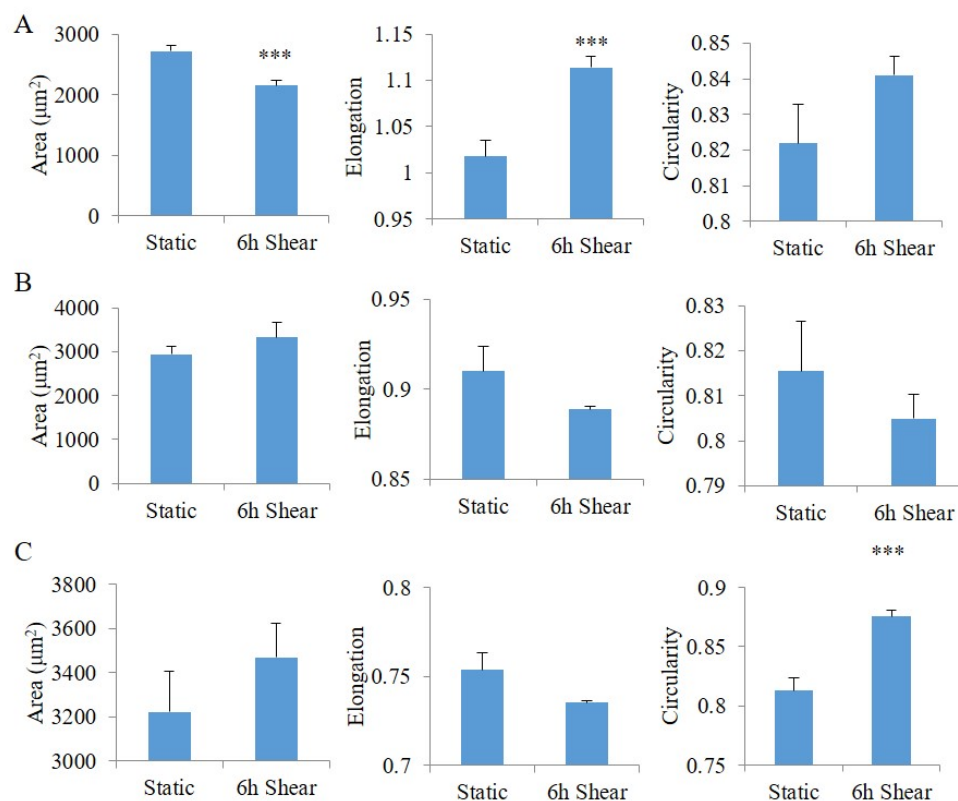 A
Area (µm²)
3000
2000
1000
0
Static
6h Shear
***
Elongation
1.15
1.1
1.05
1
0.95
Static
6h Shear
***
Circularity
0.85
0.84
0.83
0.82
0.81
0.8
Static
6h Shear
B
Area (µm²)
4000
3000
2000
1000
0
Static
6h Shear
Elongation
0.95
0.9
0.85
Static
6h Shear
Circularity
0.83
0.82
0.81
0.8
0.79
Static
6h Shear
C
Area (µm²)
3800
3600
3400
3200
3000
Static
6h Shear
Elongation
0.8
0.75
0.7
Static
6h Shear
***
Circularity
0.9
0.85
0.8
0.75
Static
6h Shear